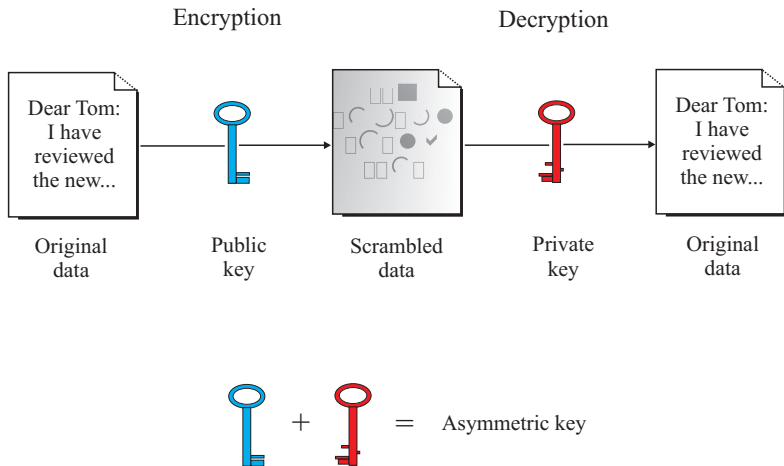 Encryption
Decryption
Dear Tom:
I have
reviewed
the new...
Dear Tom:
I have
reviewed
the new...
Original
data
Public
key
Scrambled
data
Private
key
Original
data
+ = Asymmetric key